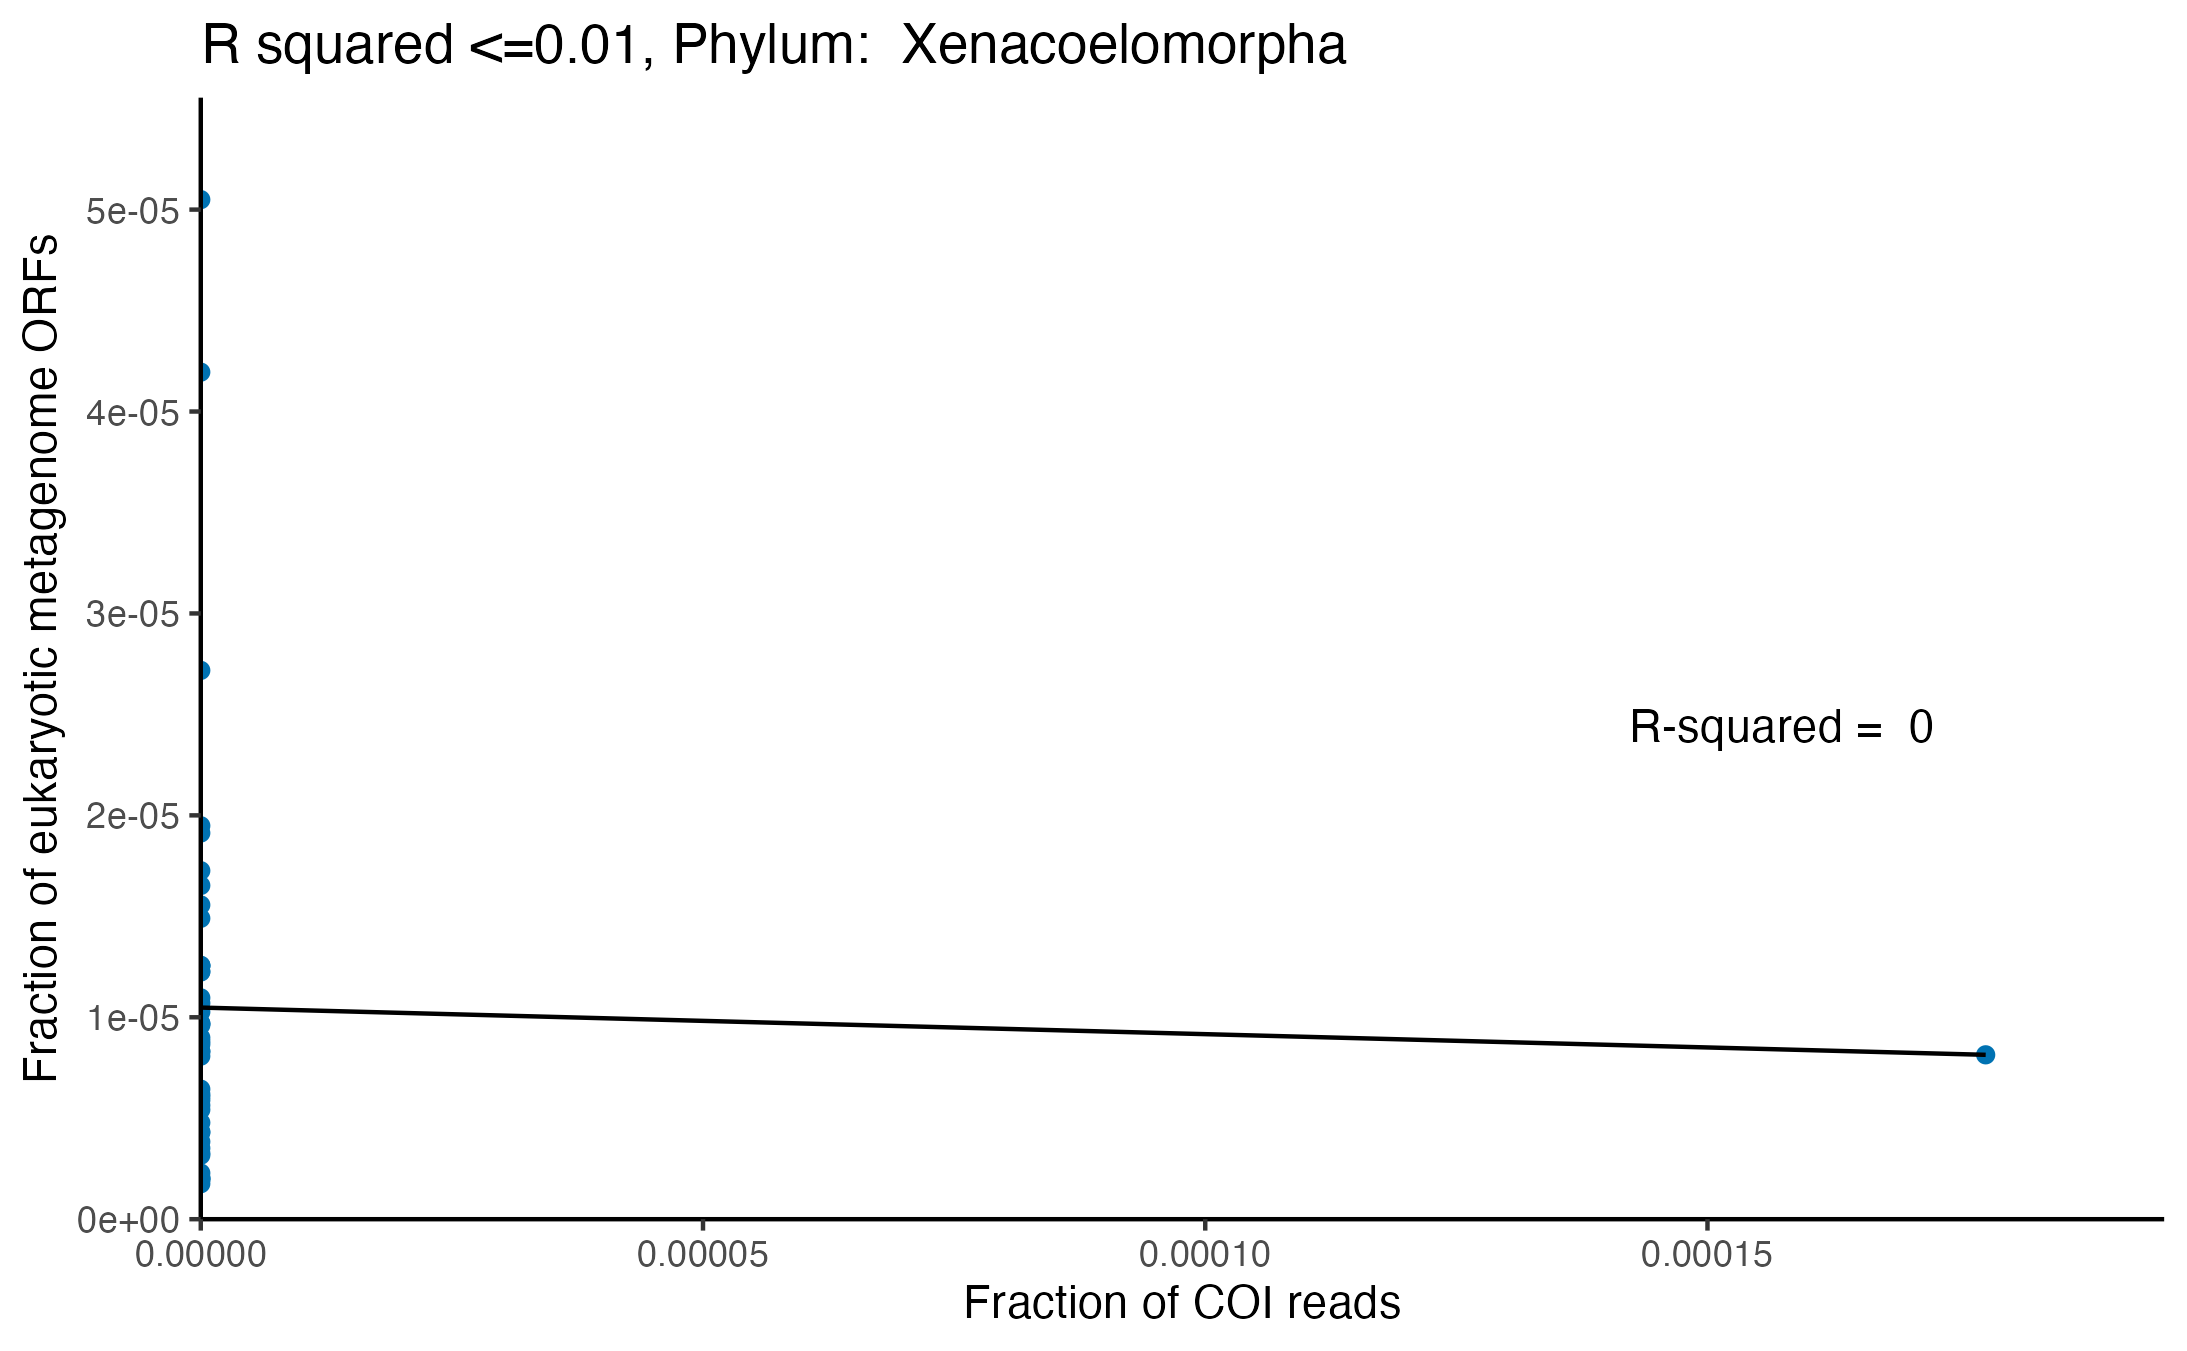 R squared <=0.01, Phylum:  Xenacoelomorpha
Fraction of eukaryotic metagenome ORFs
5e-05
4e-05
3e-05
2e-05
1e-05
0e+00
R-squared =  0
0.00000
0.00005
0.00010
0.00015
Fraction of COI reads